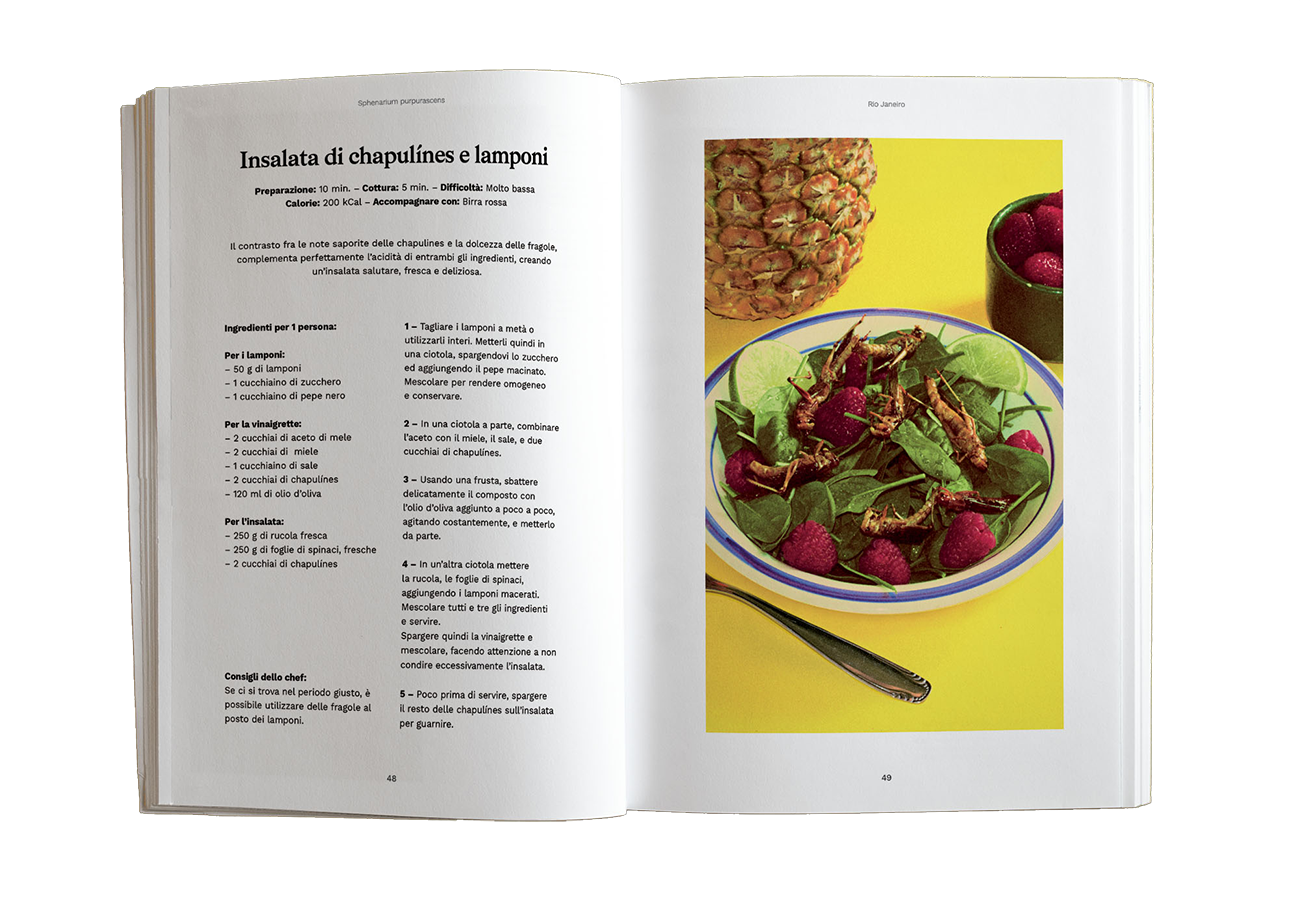 Sphenarium purpurascens
Insalata di chapulínes e lamponi
Preparazione: 10 min. – Cottura: 5 min. – Difficoltà: Molto bassa
Calorie: 200 kCal – Accompagnare con: Birra rossa
Il contrasto fra le note saporite delle chapulines e la dolcezza delle fragole,
complementa perfettamente l'acidità di entrambi gli ingredienti, creando
un'insalata salutare, fresca e deliziosa.
Ingredienti per 1 persona:
Per i lamponi:
– 50 g di lamponi
– 1 cucchiaino di zucchero
– 1 cucchiaino di pepe nero
Per la vinaigrette:
– 2 cucchiai di aceto di mele
– 2 cucchiai di  miele
– 1 cucchiaino di sale
– 2 cucchiai di chapulínes
– 120 ml di olio d'oliva
Per l'insalata:
– 250 g di rucola fresca
– 250 g di foglie di spinaci, fresche
– 2 cucchiai di chapulínes
Consigli dello chef:
Se ci si trova nel periodo giusto, è
possibile utilizzare delle fragole al
posto dei lamponi.
1 – Tagliare i lamponi a metà o
utilizzarli interi. Metterli quindi in
una ciotola, spargendovi lo zucchero
ed aggiungendo il pepe macinato.
Mescolare per rendere omogeneo
e conservare.
2 – In una ciotola a parte, combinare
l'aceto con il miele, il sale, e due
cucchiai di chapulínes.
3 – Usando una frusta, sbattere
delicatamente il composto con
l'olio d'oliva aggiunto a poco a poco,
agitando costantemente, e metterlo
da parte.
4 – In un'altra ciotola mettere
la rucola, le foglie di spinaci,
aggiungendo i lamponi macerati.
Mescolare tutti e tre gli ingredienti
e servire.
Spargere quindi la vinaigrette e
mescolare, facendo attenzione a non
condire eccessivamente l'insalata.
5 – Poco prima di servire, spargere
il resto delle chapulínes sull'insalata
per guarnire.
48
Rio Janeiro
49